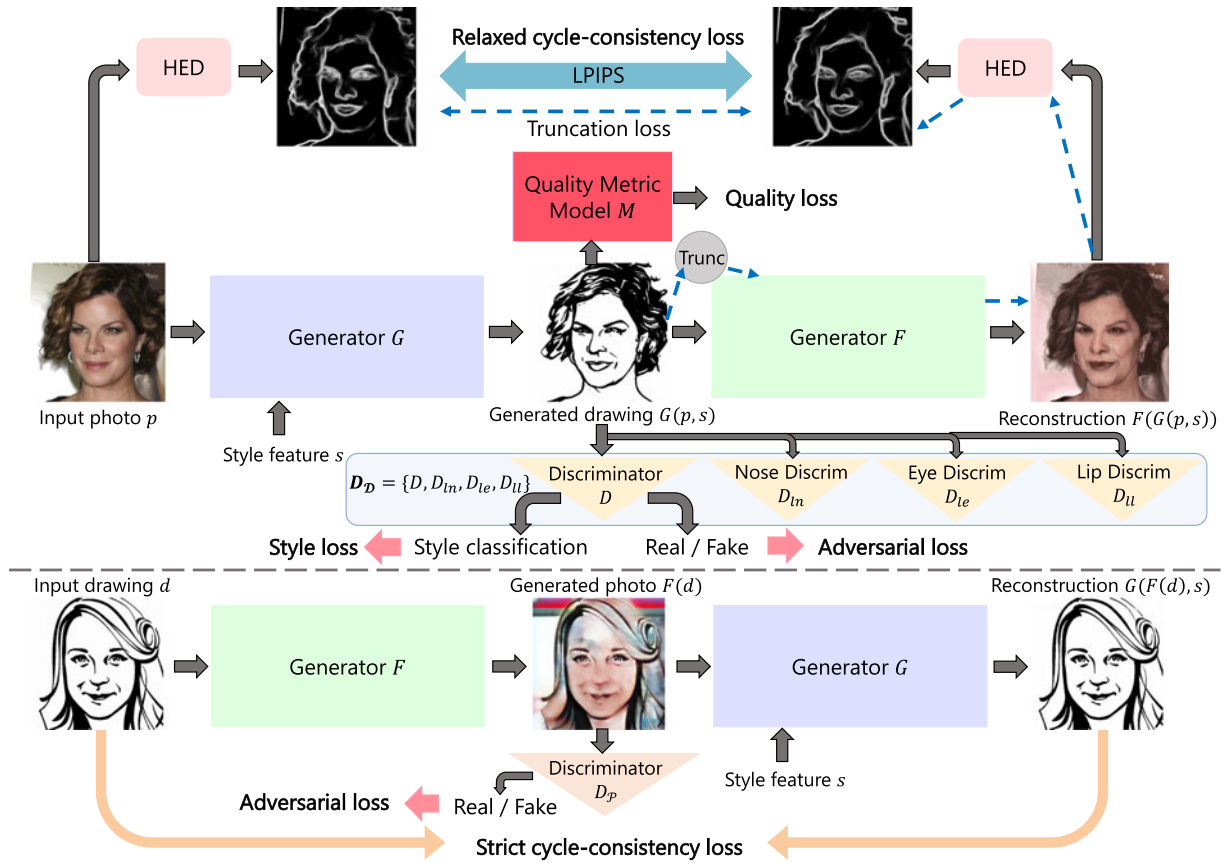 HED
Relaxed cycle-consistency loss
LPIPS
Truncation loss
HED
Quality Metric
Model M
Quality loss
Trunc
Generator G
Generator F
Input photo p
Generated drawing G(p, s)
Reconstruction F(G(p, s))
Style feature s
D_𝒟 = {D, D_ln, D_le, D_ll}
Discriminator
D
Nose Discrim
D_ln
Eye Discrim
D_le
Lip Discrim
D_ll
Style loss
Style classification
Real / Fake
Adversarial loss
Input drawing d
Generated photo F(d)
Reconstruction G(F(d), s)
Generator F
Generator G
Discriminator
D_𝒫
Style feature s
Adversarial loss
Real / Fake
Strict cycle-consistency loss